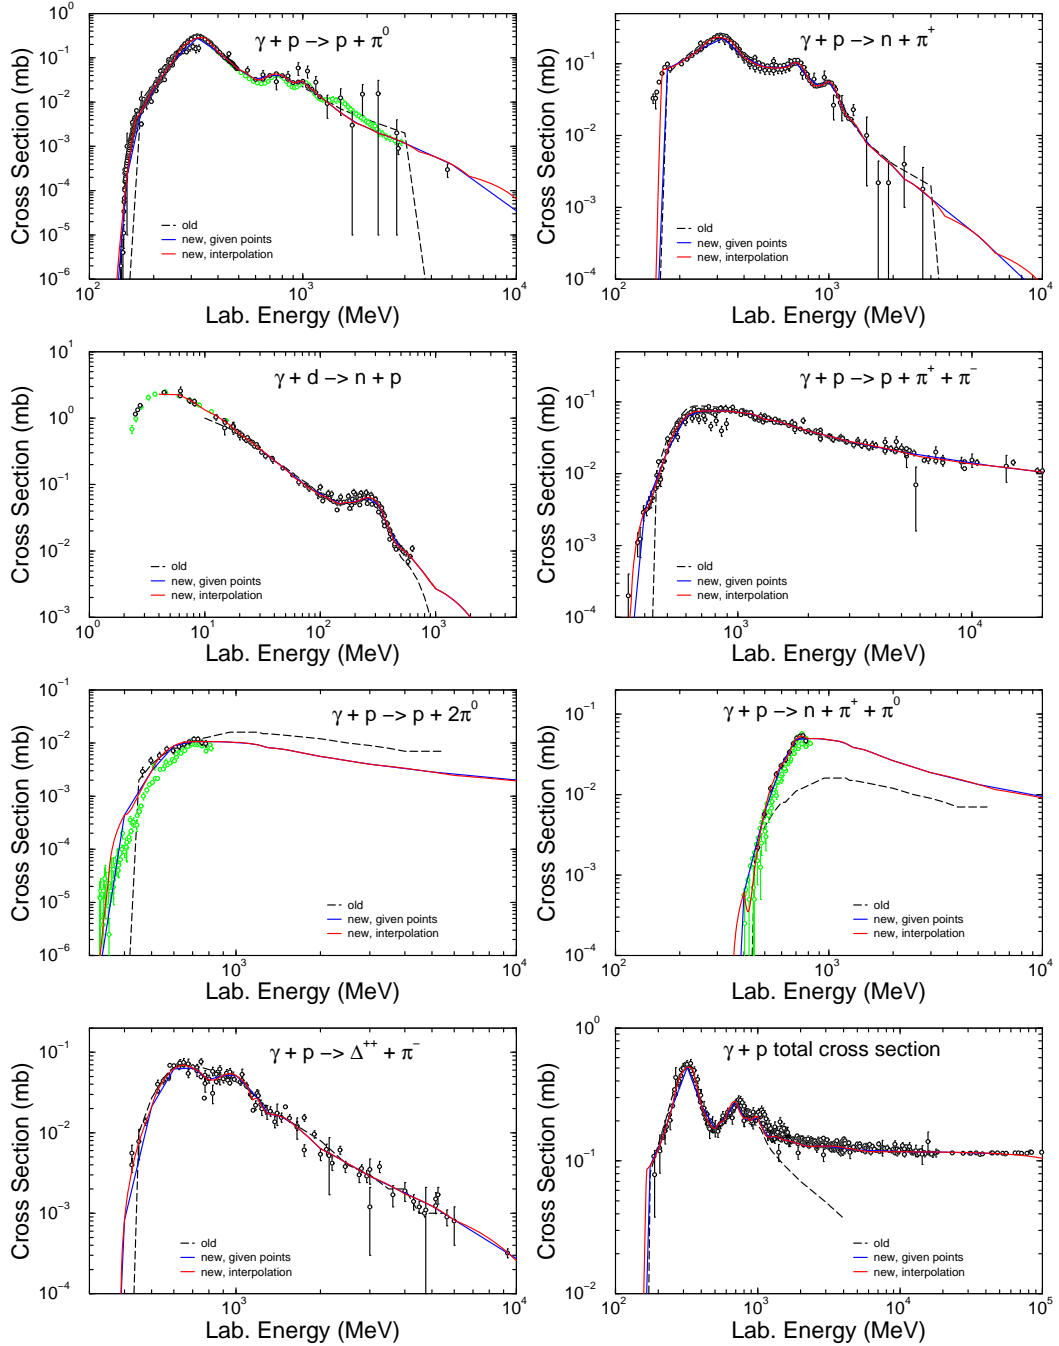 γ + p −> p + π⁰
Cross Section (mb)
10⁰
10⁻¹
10⁻²
10⁻³
10⁻⁴
10⁻⁵
10⁻⁶
old
new, given points
new, interpolation
10² 10³ 10⁴
Lab. Energy (MeV)
γ + p −> n + π⁺
Cross Section (mb)
10⁻¹
10⁻²
10⁻³
10⁻⁴
old
new, given points
new, interpolation
10² 10³ 10⁴
Lab. Energy (MeV)
γ + d −> n + p
Cross Section (mb)
10¹
10⁰
10⁻¹
10⁻²
10⁻³
old
new, given points
new, interpolation
10⁰ 10¹ 10² 10³
Lab. Energy (MeV)
γ + p −> p + π⁺ + π⁻
Cross Section (mb)
10⁻¹
10⁻²
10⁻³
10⁻⁴
old
new, given points
new, interpolation
10³ 10⁴
Lab. Energy (MeV)
γ + p −> p + 2π⁰
Cross Section (mb)
10⁻¹
10⁻²
10⁻³
10⁻⁴
10⁻⁵
10⁻⁶
old
new, given points
new, interpolation
10³ 10⁴
Lab. Energy (MeV)
γ + p −> n + π⁺ + π⁰
Cross Section (mb)
10⁻¹
10⁻²
10⁻³
10⁻⁴
old
new, given points
new, interpolation
10² 10³ 10⁴
Lab. Energy (MeV)
γ + p −> Δ⁺⁺ + π⁻
Cross Section (mb)
10⁻¹
10⁻²
10⁻³
10⁻⁴
old
new, given points
new, interpolation
10³ 10⁴
Lab. Energy (MeV)
γ + p total cross section
Cross Section (mb)
10⁰
10⁻¹
10⁻²
old
new, given points
new, interpolation
10² 10³ 10⁴ 10⁵
Lab. Energy (MeV)